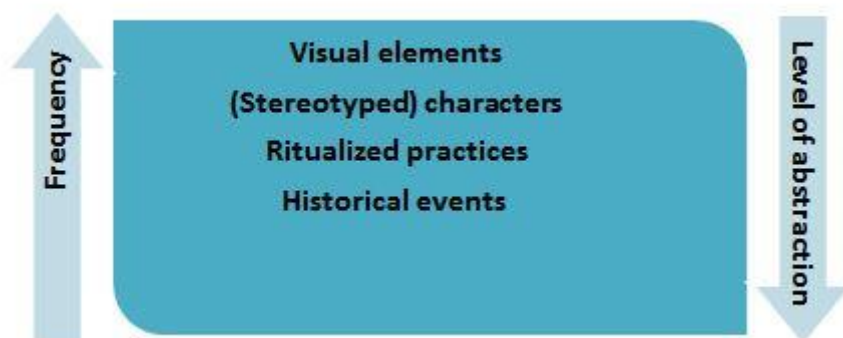 Frequency
Visual elements
(Stereotyped) characters
Ritualized practices
Historical events
Level of abstraction